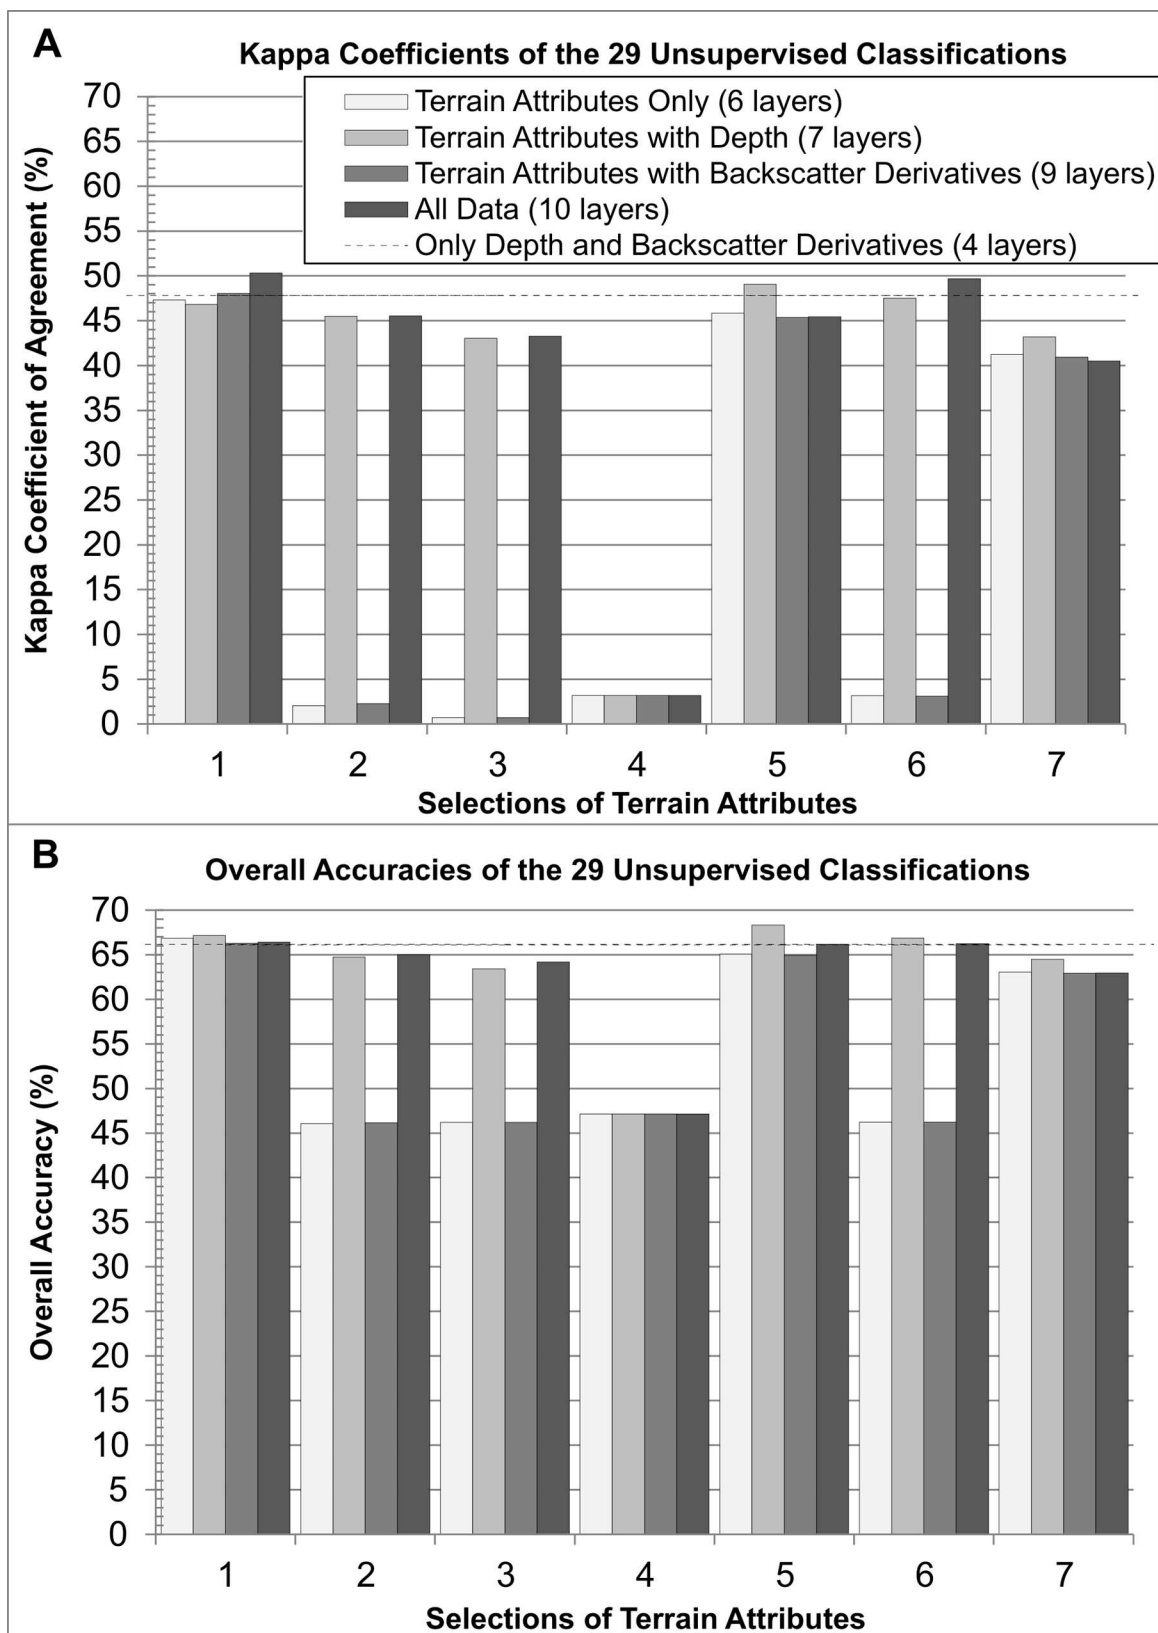 A
Kappa Coefficients of the 29 Unsupervised Classifications
Terrain Attributes Only (6 layers)
Terrain Attributes with Depth (7 layers)
Terrain Attributes with Backscatter Derivatives (9 layers)
All Data (10 layers)
Only Depth and Backscatter Derivatives (4 layers)
Kappa Coefficient of Agreement (%)
70
65
60
55
50
45
40
35
30
25
20
15
10
5
0
1 2 3 4 5 6 7
Selections of Terrain Attributes
B
Overall Accuracies of the 29 Unsupervised Classifications
Overall Accuracy (%)
70
65
60
55
50
45
40
35
30
25
20
15
10
5
0
1 2 3 4 5 6 7
Selections of Terrain Attributes